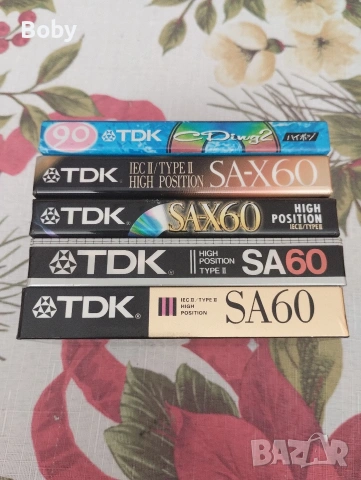 Boby
90 TDK CDing2 ハイポジ
TDK IEC II/TYPE II HIGH POSITION SA-X60
TDK SA-X60 HIGH POSITION IEC II/TYPE II
TDK HIGH POSITION TYPE II SA60
TDK IEC II/TYPE II HIGH POSITION SA60
BAZAR
bg